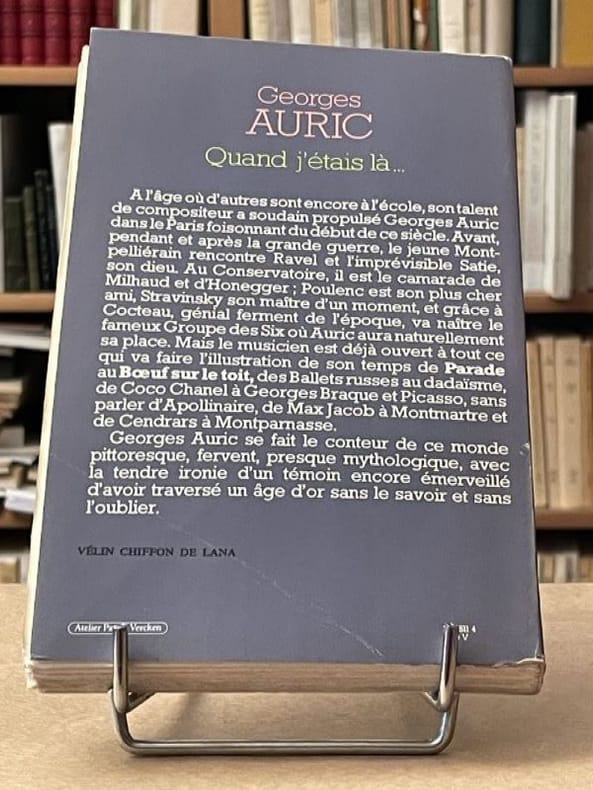 Georges
AURIC
Quand j'étais là...
A l'âge où d'autres sont encore à l'école, son talent
de compositeur a soudain propulsé Georges Auric
dans le Paris foisonnant du début de ce siècle. Avant,
pendant et après la grande guerre, le jeune Mont-
pelliérain rencontre Ravel et l'imprévisible Satie,
son dieu. Au Conservatoire, il est le camarade de
Milhaud et d'Honegger ; Poulenc est son plus cher
ami, Stravinsky son maître d'un moment, et grâce à
Cocteau, génial ferment de l'époque, va naître le
fameux Groupe des Six où Auric aura naturellement
sa place. Mais le musicien est déjà ouvert à tout ce
qui va faire l'illustration de son temps de Parade
au Bœuf sur le toit, des Ballets russes au dadaïsme,
de Coco Chanel à Georges Braque et Picasso, sans
parler d'Apollinaire, de Max Jacob à Montmartre et
de Cendrars à Montparnasse.
Georges Auric se fait le conteur de ce monde
pittoresque, fervent, presque mythologique, avec
la tendre ironie d'un témoin encore émerveillé
d'avoir traversé un âge d'or sans le savoir et sans
l'oublier.
VÉLIN CHIFFON DE LANA
Atelier Vercken
4
V